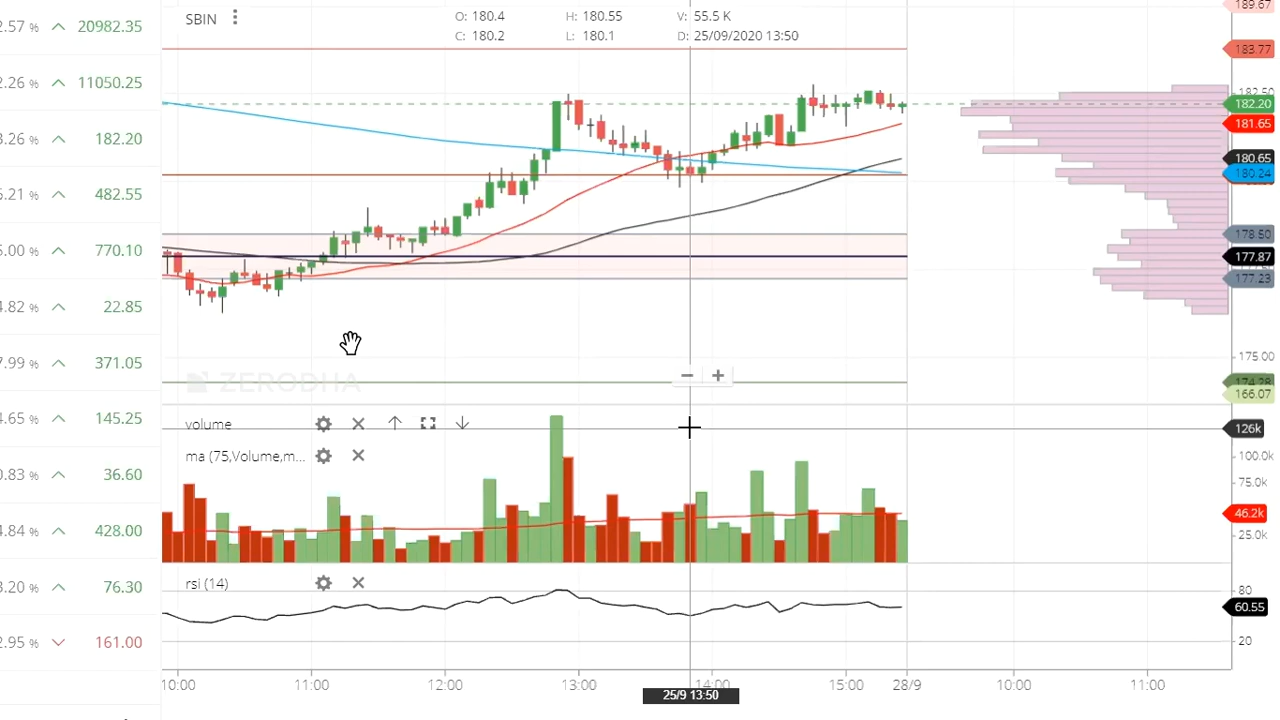 SBIN
O: 180.4 H: 180.55 V: 55.5 K
C: 180.2 L: 180.1 D: 25/09/2020 13:50
2.57 % 20982.35
2.26 % 11050.25
3.26 % 182.20
5.21 % 482.55
5.00 % 770.10
4.82 % 22.85
7.99 % 371.05
4.65 % 145.25
0.83 % 36.60
4.84 % 428.00
3.20 % 76.30
2.95 % 161.00
189.67
183.77
182.50
182.20
181.65
180.65
180.24
178.50
177.87
177.23
175.00
174.28
166.07
ZERODHA
volume
ma (75,Volume,m...
126k
100.0k
75.0k
46.2k
25.0k
rsi (14)
80
60.55
20
10:00 11:00 12:00 13:00 14:00 15:00 28/9 10:00 11:00
25/9 13:50